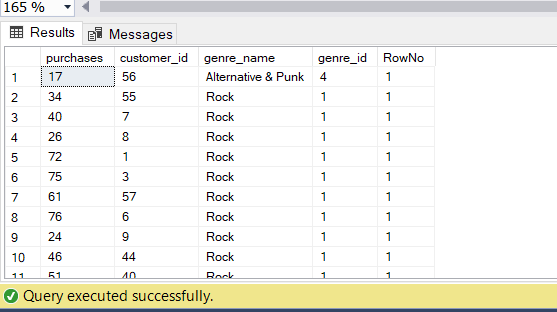 165 %
Results Messages
purchases customer_id genre_name genre_id RowNo
1 17 56 Alternative & Punk 4 1
2 34 55 Rock 1 1
3 40 7 Rock 1 1
4 26 8 Rock 1 1
5 72 1 Rock 1 1
6 75 3 Rock 1 1
7 61 57 Rock 1 1
8 76 6 Rock 1 1
9 24 9 Rock 1 1
10 46 44 Rock 1 1
11 51 40 Rock 1 1
Query executed successfully.